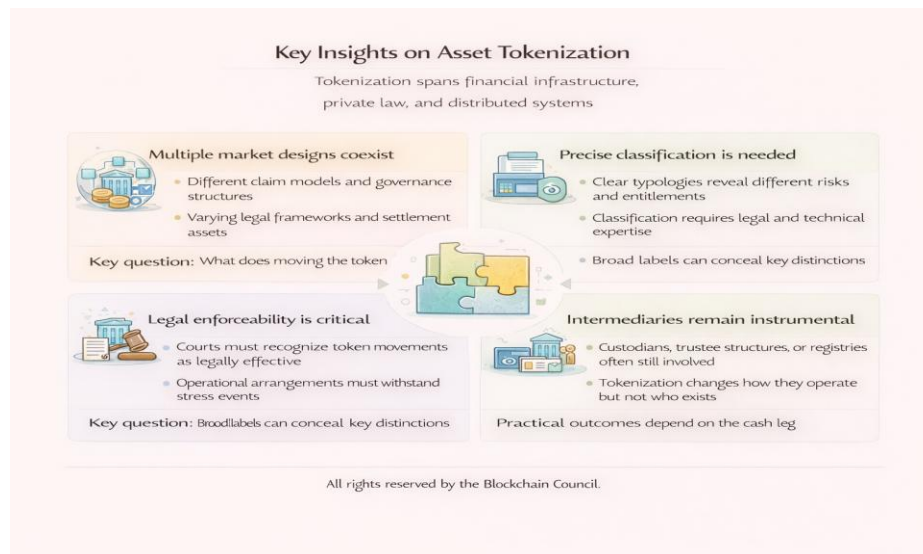 Key Insights on Asset Tokenization
Tokenization spans financial infrastructure,
private law, and distributed systems
Multiple market designs coexist
Different claim models and governance
structures
Varying legal frameworks and settlement
assets
Key question: What does moving the token
Precise classification is needed
Clear typologies reveal different risks
and entitlements
Classification requires legal and technical
expertise
Broad labels can conceal key distinctions
Legal enforceability is critical
Courts must recognize token movements
as legally effective
Operational arrangements must withstand
stress events
Key question: Broadllabels can conceal key distinctions
Intermediaries remain instrumental
Custodians, trustee structures, or registries
often still involved
Tokenization changes how they operate
but not who exists
Practical outcomes depend on the cash leg
All rights reserved by the Blockchain Council.